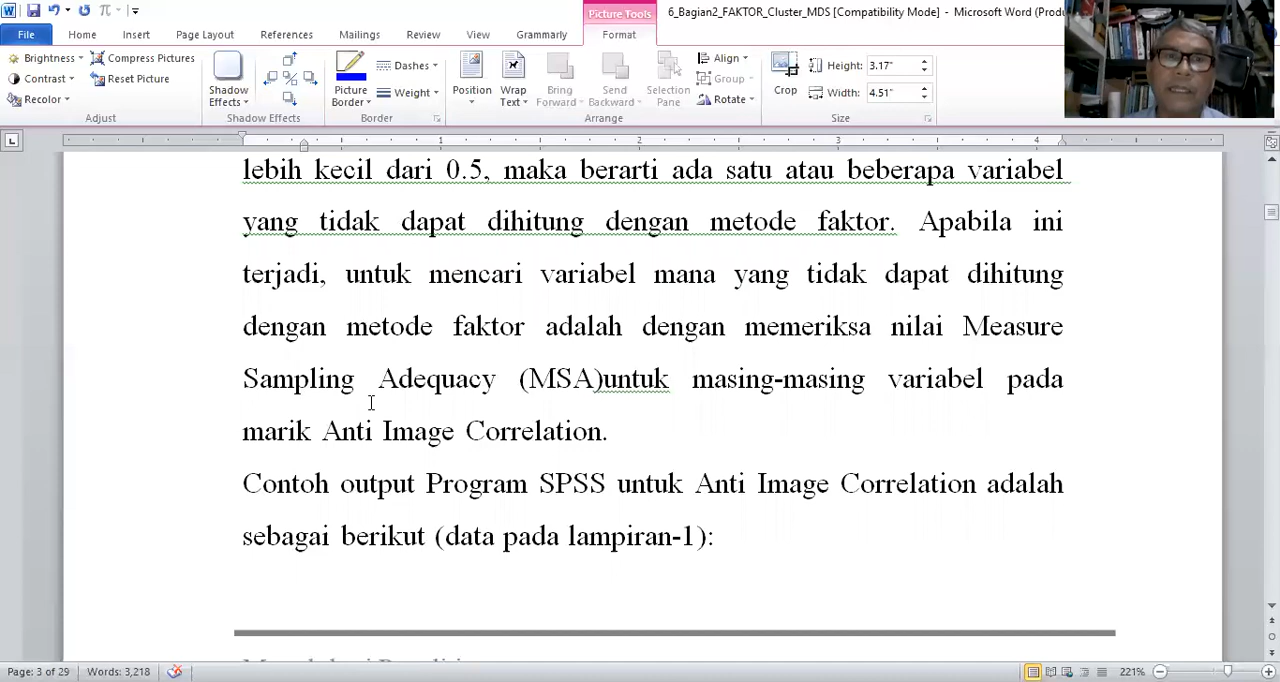 Picture Tools
6_Bagian2_FAKTOR_Cluster_MDS [Compatibility Mode] - Microsoft Word (Produ
File Home Insert Page Layout References Mailings Review View Grammarly Format
Brightness Compress Pictures Dashes Align Height: 3.17"
Contrast Reset Picture Weight Group Width: 4.51"
Recolor Rotate
Shadow Effects Picture Border Position Wrap Text Bring Forward Send Backward Selection Pane Crop
Adjust Shadow Effects Border Arrange Size
1 2 3 4
lebih kecil dari 0.5, maka berarti ada satu atau beberapa variabel
yang tidak dapat dihitung dengan metode faktor. Apabila ini
terjadi, untuk mencari variabel mana yang tidak dapat dihitung
dengan metode faktor adalah dengan memeriksa nilai Measure
Sampling Adequacy (MSA)untuk masing-masing variabel pada
marik Anti Image Correlation.
Contoh output Program SPSS untuk Anti Image Correlation adalah
sebagai berikut (data pada lampiran-1):
Page: 3 of 29 Words: 3,218 221%